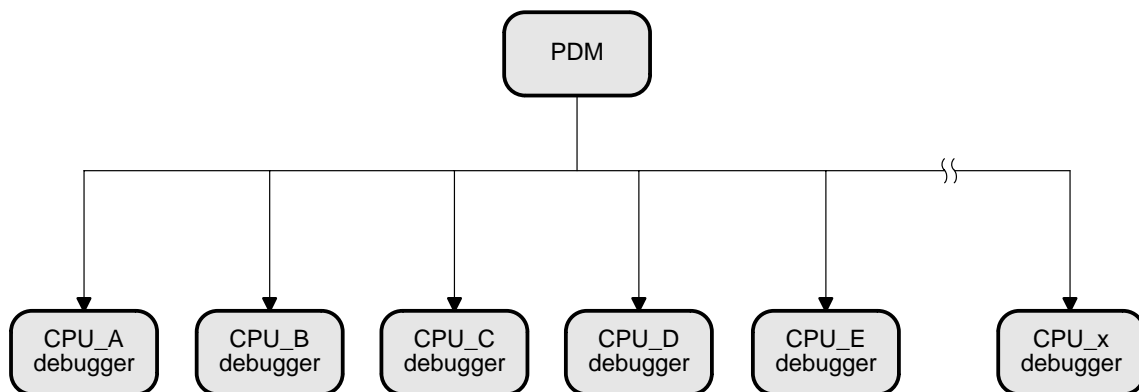 PDM
CPU_A
debugger
CPU_B
debugger
CPU_C
debugger
CPU_D
debugger
CPU_E
debugger
CPU_x
debugger